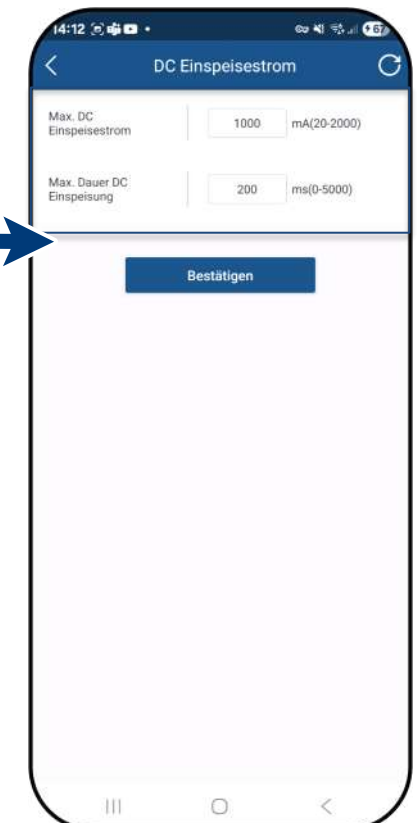 14:12
67
DC Einspeisestrom
Max. DC
Einspeisestrom
1000 mA(20-2000)
Max. Dauer DC
Einspeisung
200 ms(0-5000)
Bestätigen